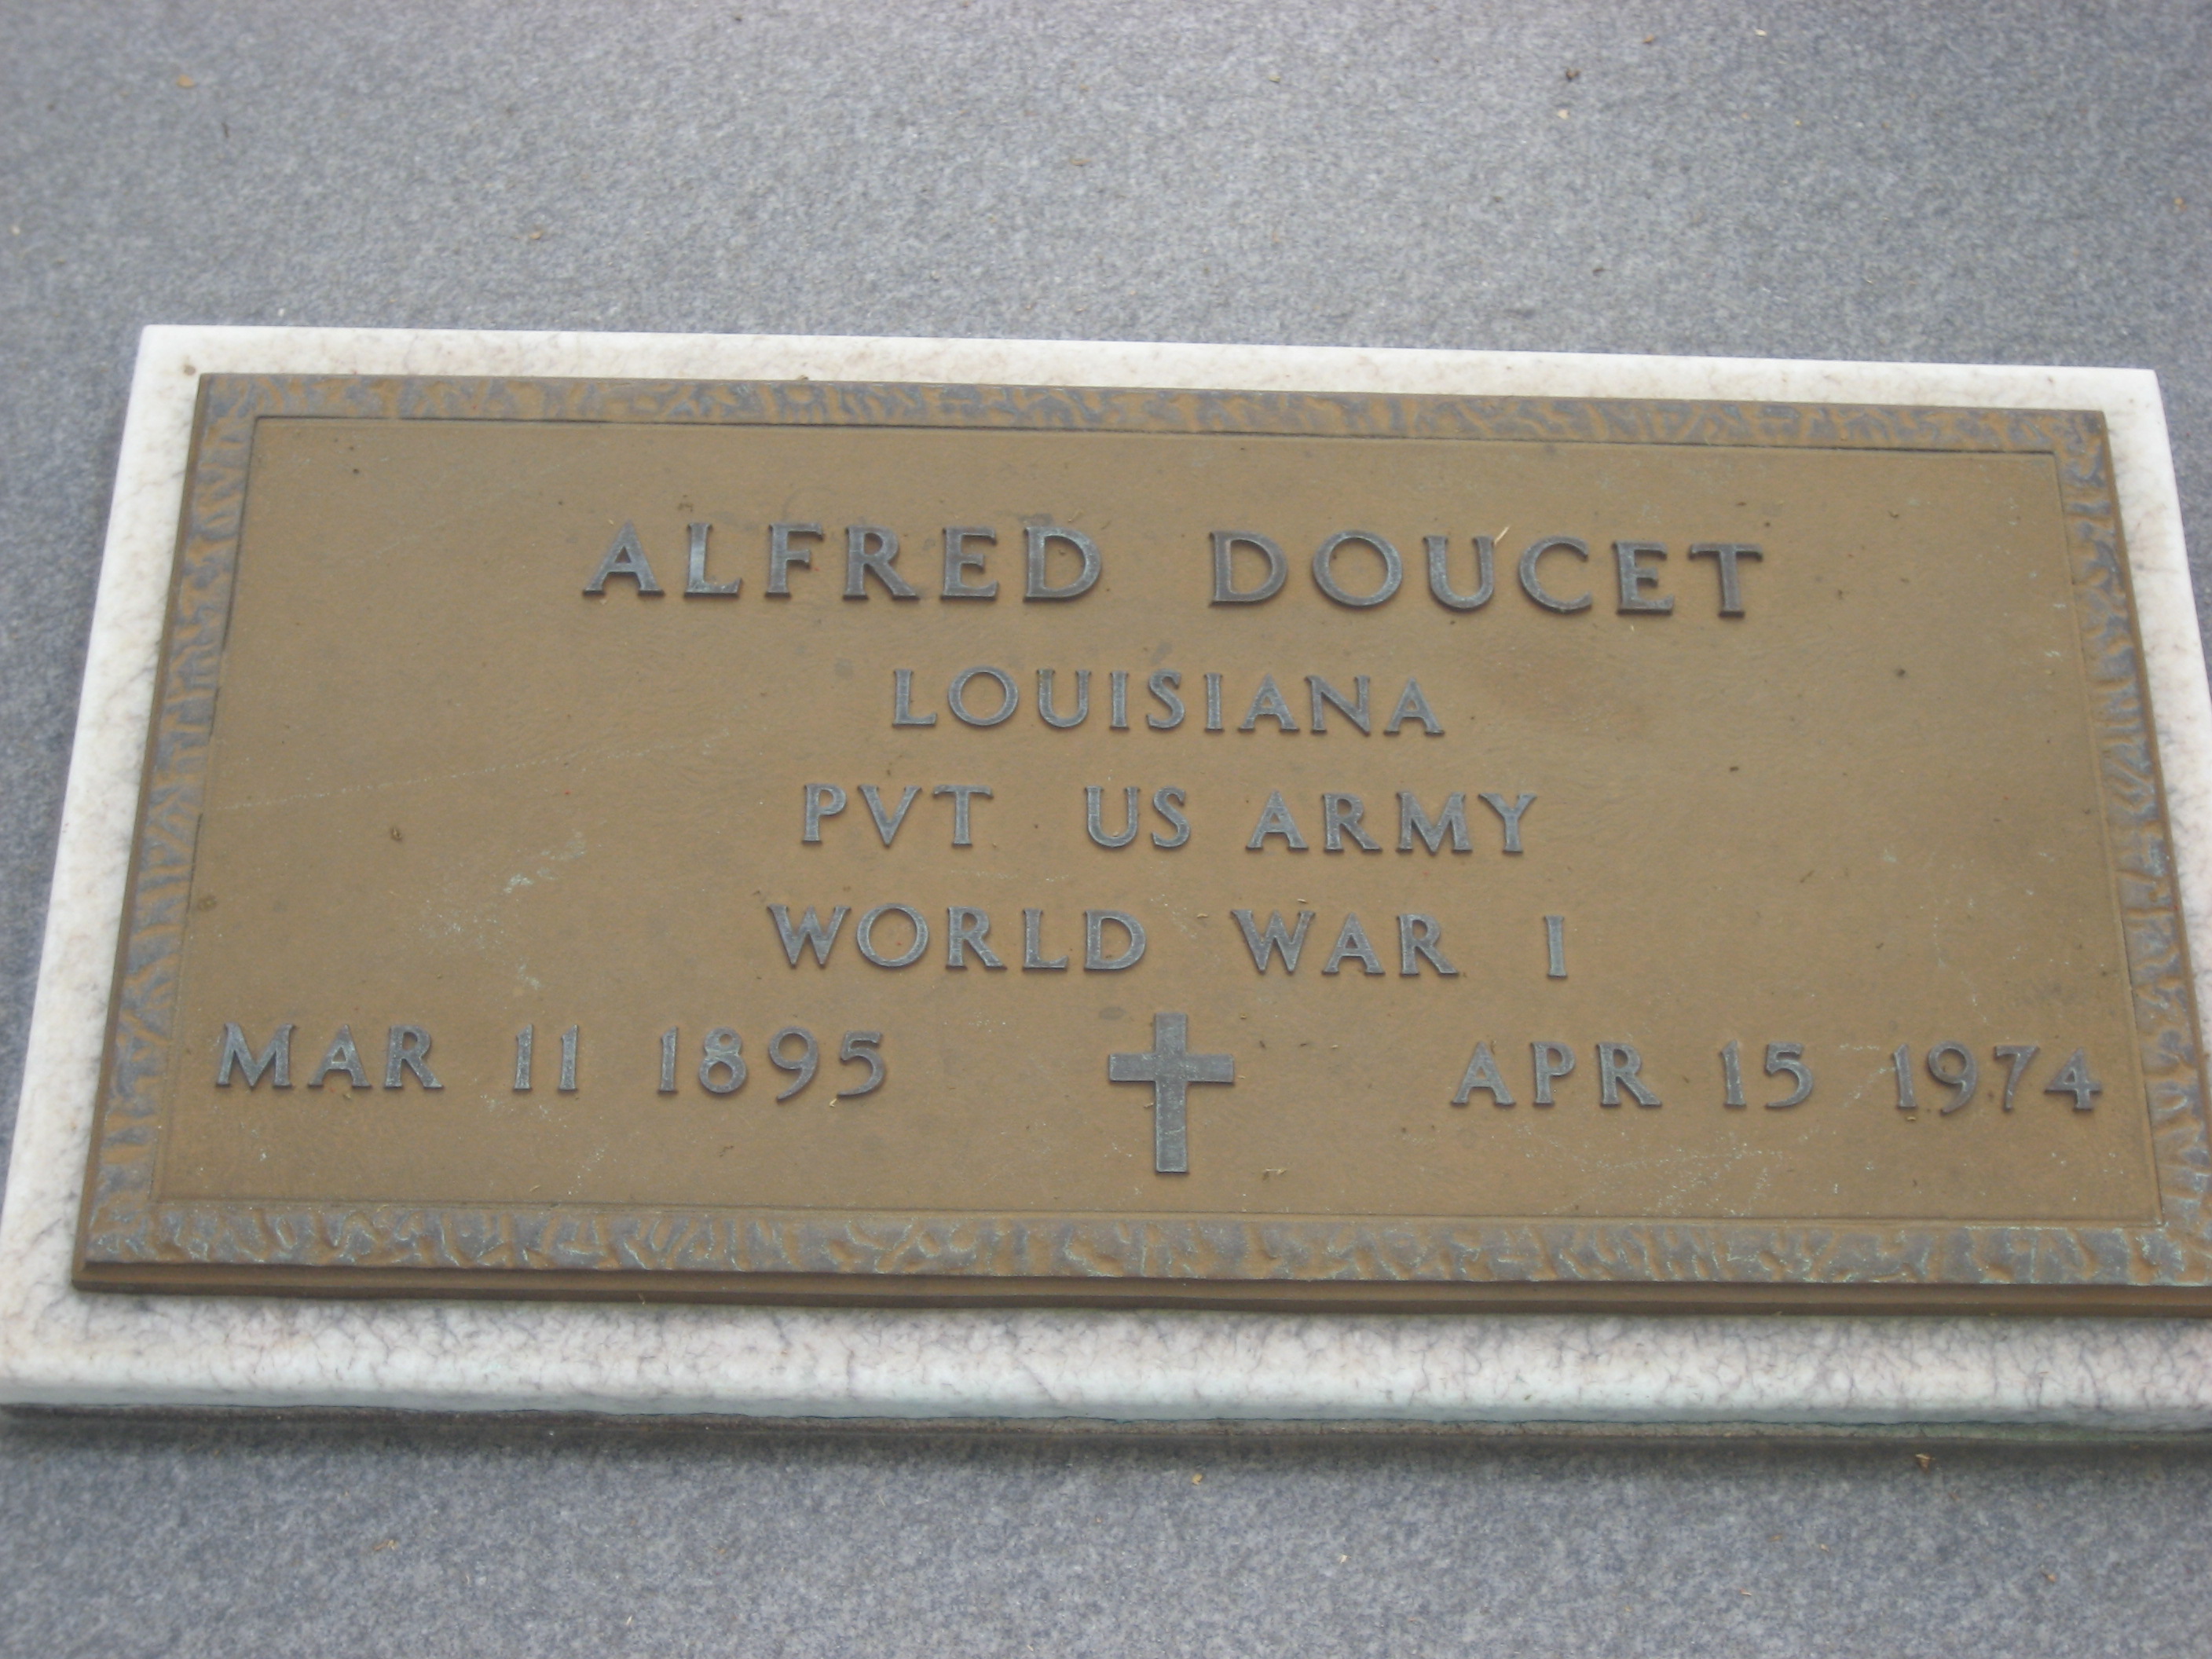 ALFRED DOUCET
LOUISIANA
PVT US ARMY
WORLD WAR I
MAR 11 1895 APR 15 1974